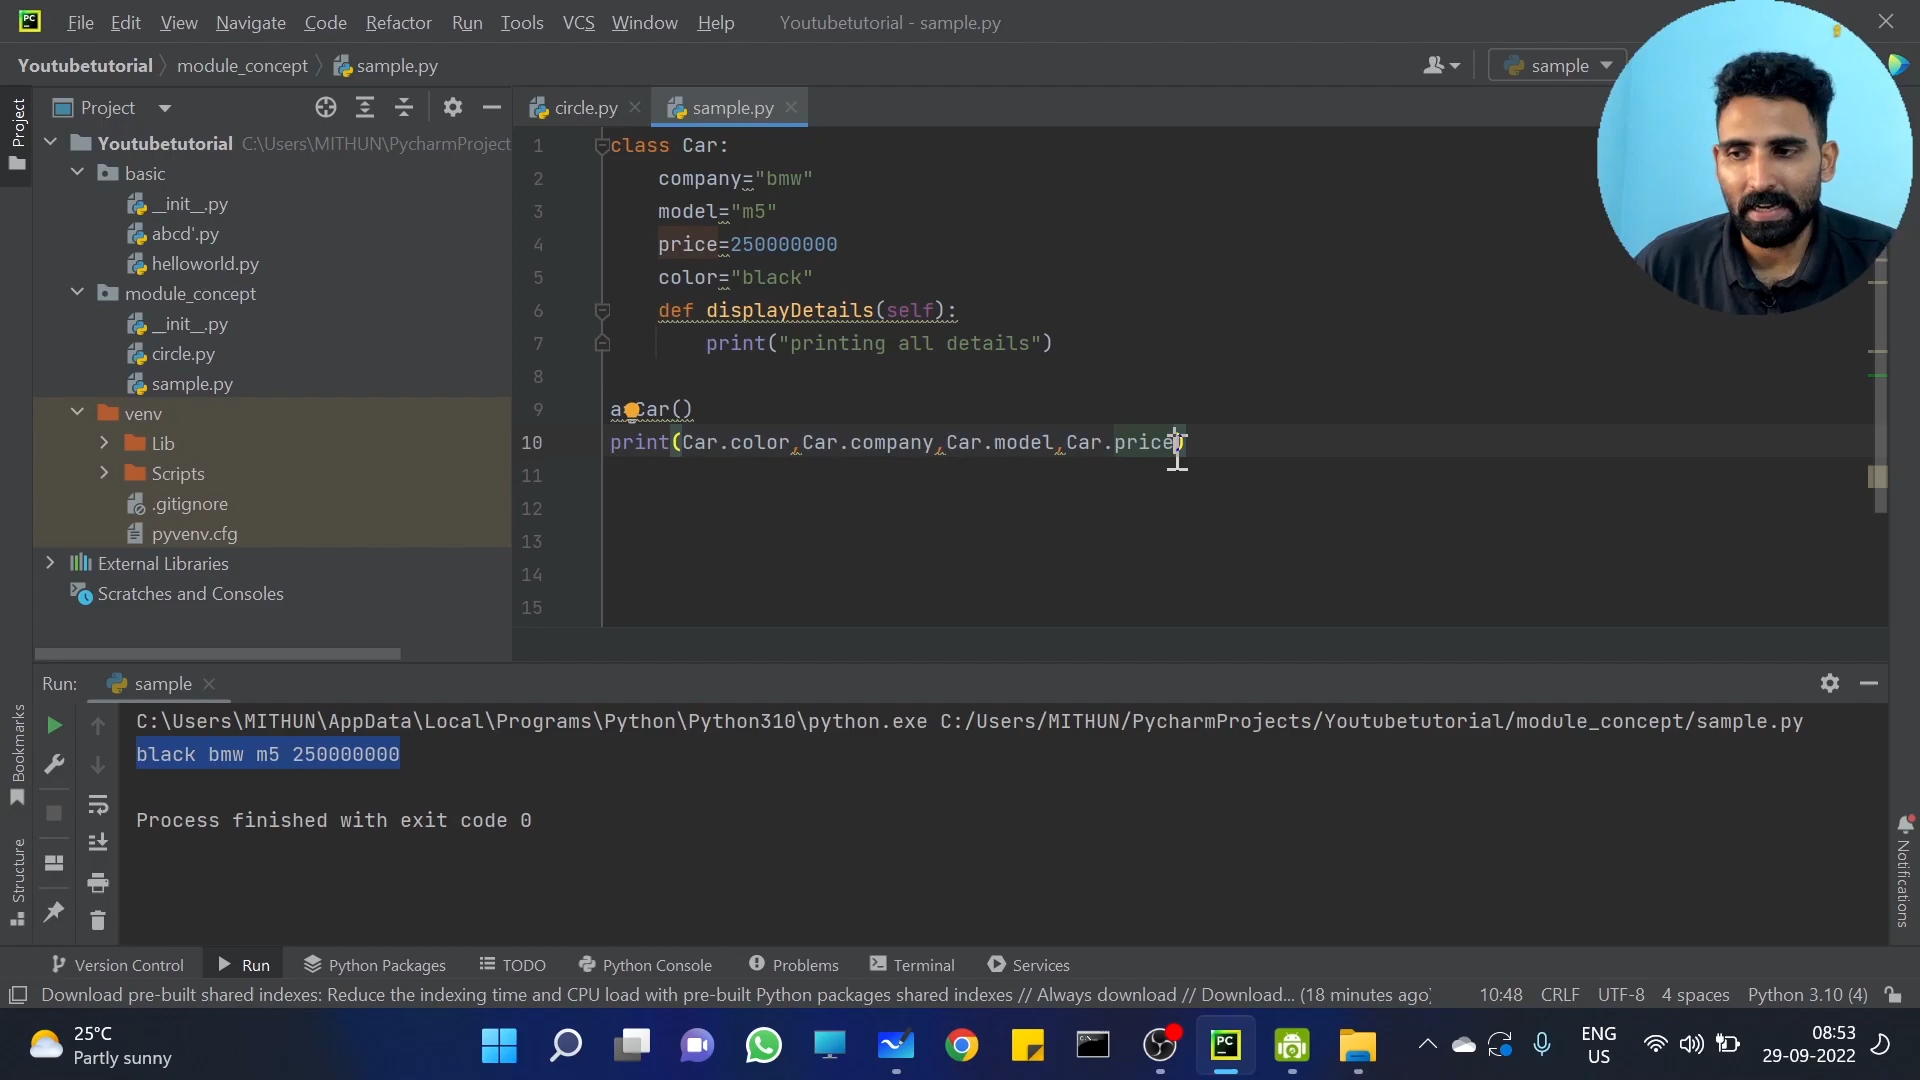 File Edit View Navigate Code Refactor Run Tools VCS Window Help Youtubetutorial - sample.py
Youtubetutorial module_concept sample.py
sample
Project
Project
circle.py
sample.py
Youtubetutorial C:\Users\MITHUN\PycharmProject
basic
__init__.py
abcd'.py
helloworld.py
module_concept
__init__.py
circle.py
sample.py
venv
Lib
Scripts
.gitignore
pyvenv.cfg
External Libraries
Scratches and Consoles
1 class Car:
2 company="bmw"
3 model="m5"
4 price=250000000
5 color="black"
6 def displayDetails(self):
7 print("printing all details")
8
9 a=Car()
10 print(Car.color,Car.company,Car.model,Car.price)
11
12
13
14
15
Run: sample
C:\Users\MITHUN\AppData\Local\Programs\Python\Python310\python.exe C:/Users/MITHUN/PycharmProjects/Youtubetutorial/module_concept/sample.py
black bmw m5 250000000
Process finished with exit code 0
Bookmarks
Structure
Notifications
Version Control Run Python Packages TODO Python Console Problems Terminal Services
Download pre-built shared indexes: Reduce the indexing time and CPU load with pre-built Python packages shared indexes // Always download // Download... (18 minutes ago) 10:48 CRLF UTF-8 4 spaces Python 3.10 (4)
25°C
Partly sunny
ENG
US
08:53
29-09-2022